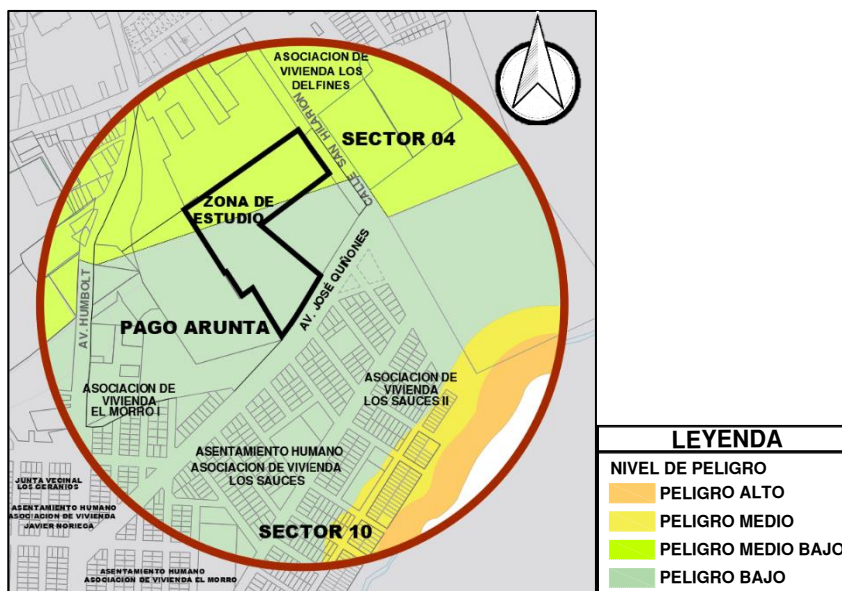 ASOCIACION DE
VIVIENDA LOS
DELFINES
CALLE SAN HILARION
SECTOR 04
ZONA DE
ESTUDIO
AV. HUMBOLT
PAGO ARUNTA
AV. JOSÉ QUIÑONES
ASOCIACION DE
VIVIENDA
EL MORRO I
ASOCIACION DE
VIVIENDA
LOS SAUCES II
ASENTAMIENTO HUMANO
ASOCIACION DE VIVIENDA
LOS SAUCES
JUNTA VECINAL
LOS GERANIOS
ASENTAMIENTO HUMANO
ASOCIACION DE VIVIENDA
JAVIER NORIEGA
SECTOR 10
ASENTAMIENTO HUMANO
ASOCIACION DE VIVIENDA EL MORRO
LEYENDA
NIVEL DE PELIGRO
PELIGRO ALTO
PELIGRO MEDIO
PELIGRO MEDIO BAJO
PELIGRO BAJO